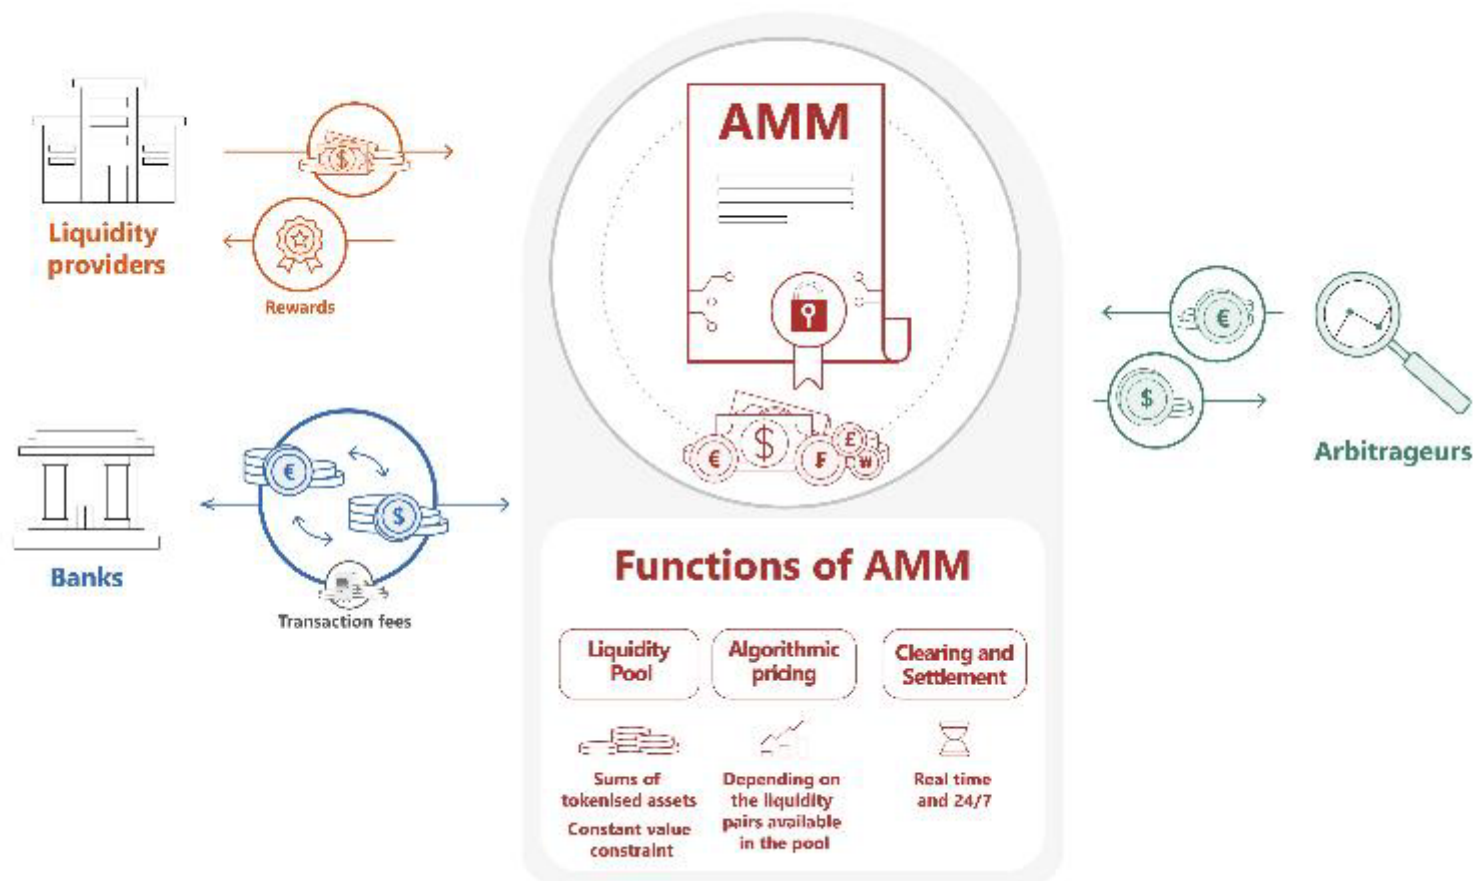 AMM
Liquidity
providers
Rewards
$
€
$
Banks
€
$
Transaction fees
€
$
₣
£
₩
Arbitrageurs
Functions of AMM
Liquidity
Pool
Sums of
tokenised assets
Constant value
constraint
Algorithmic
pricing
Depending on
the liquidity
pairs available
in the pool
Clearing and
Settlement
Real time
and 24/7